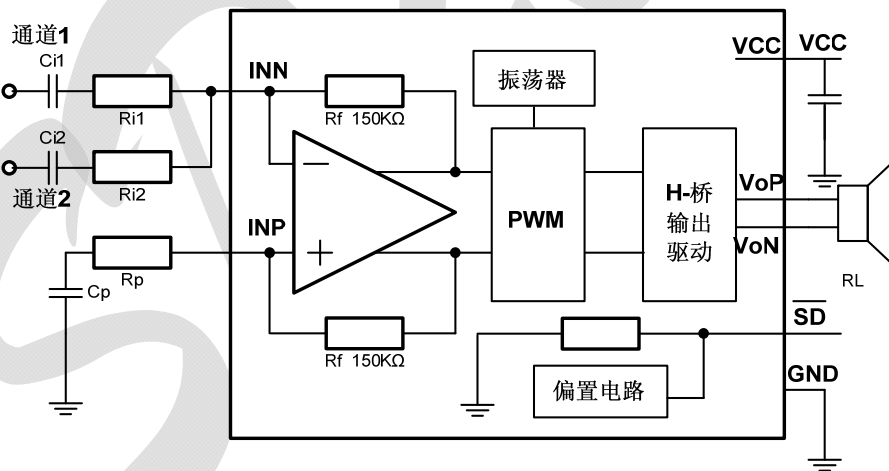 通道1
Ci1
Ri1
INN
Rf 150KΩ
振荡器
VCC
VCC
Ci2
Ri2
通道2
INP
Rp
Cp
Rf 150KΩ
PWM
H-桥
输出
驱动
VoP
VoN
RL
SD
偏置电路
GND